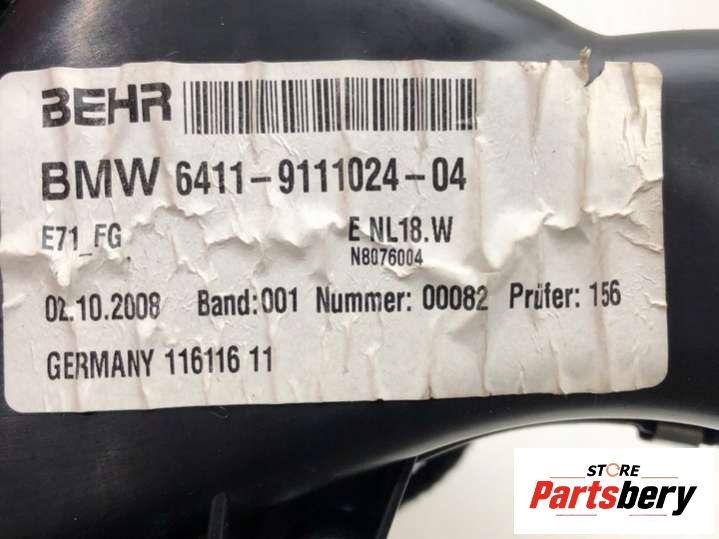 BEHR
BMW 6411-9111024-04
E71_FG E NL18.W
N8076004
02.10.2008 Band:001 Nummer: 00082 Prüfer: 156
GERMANY 116116 11
STORE
Partsbery